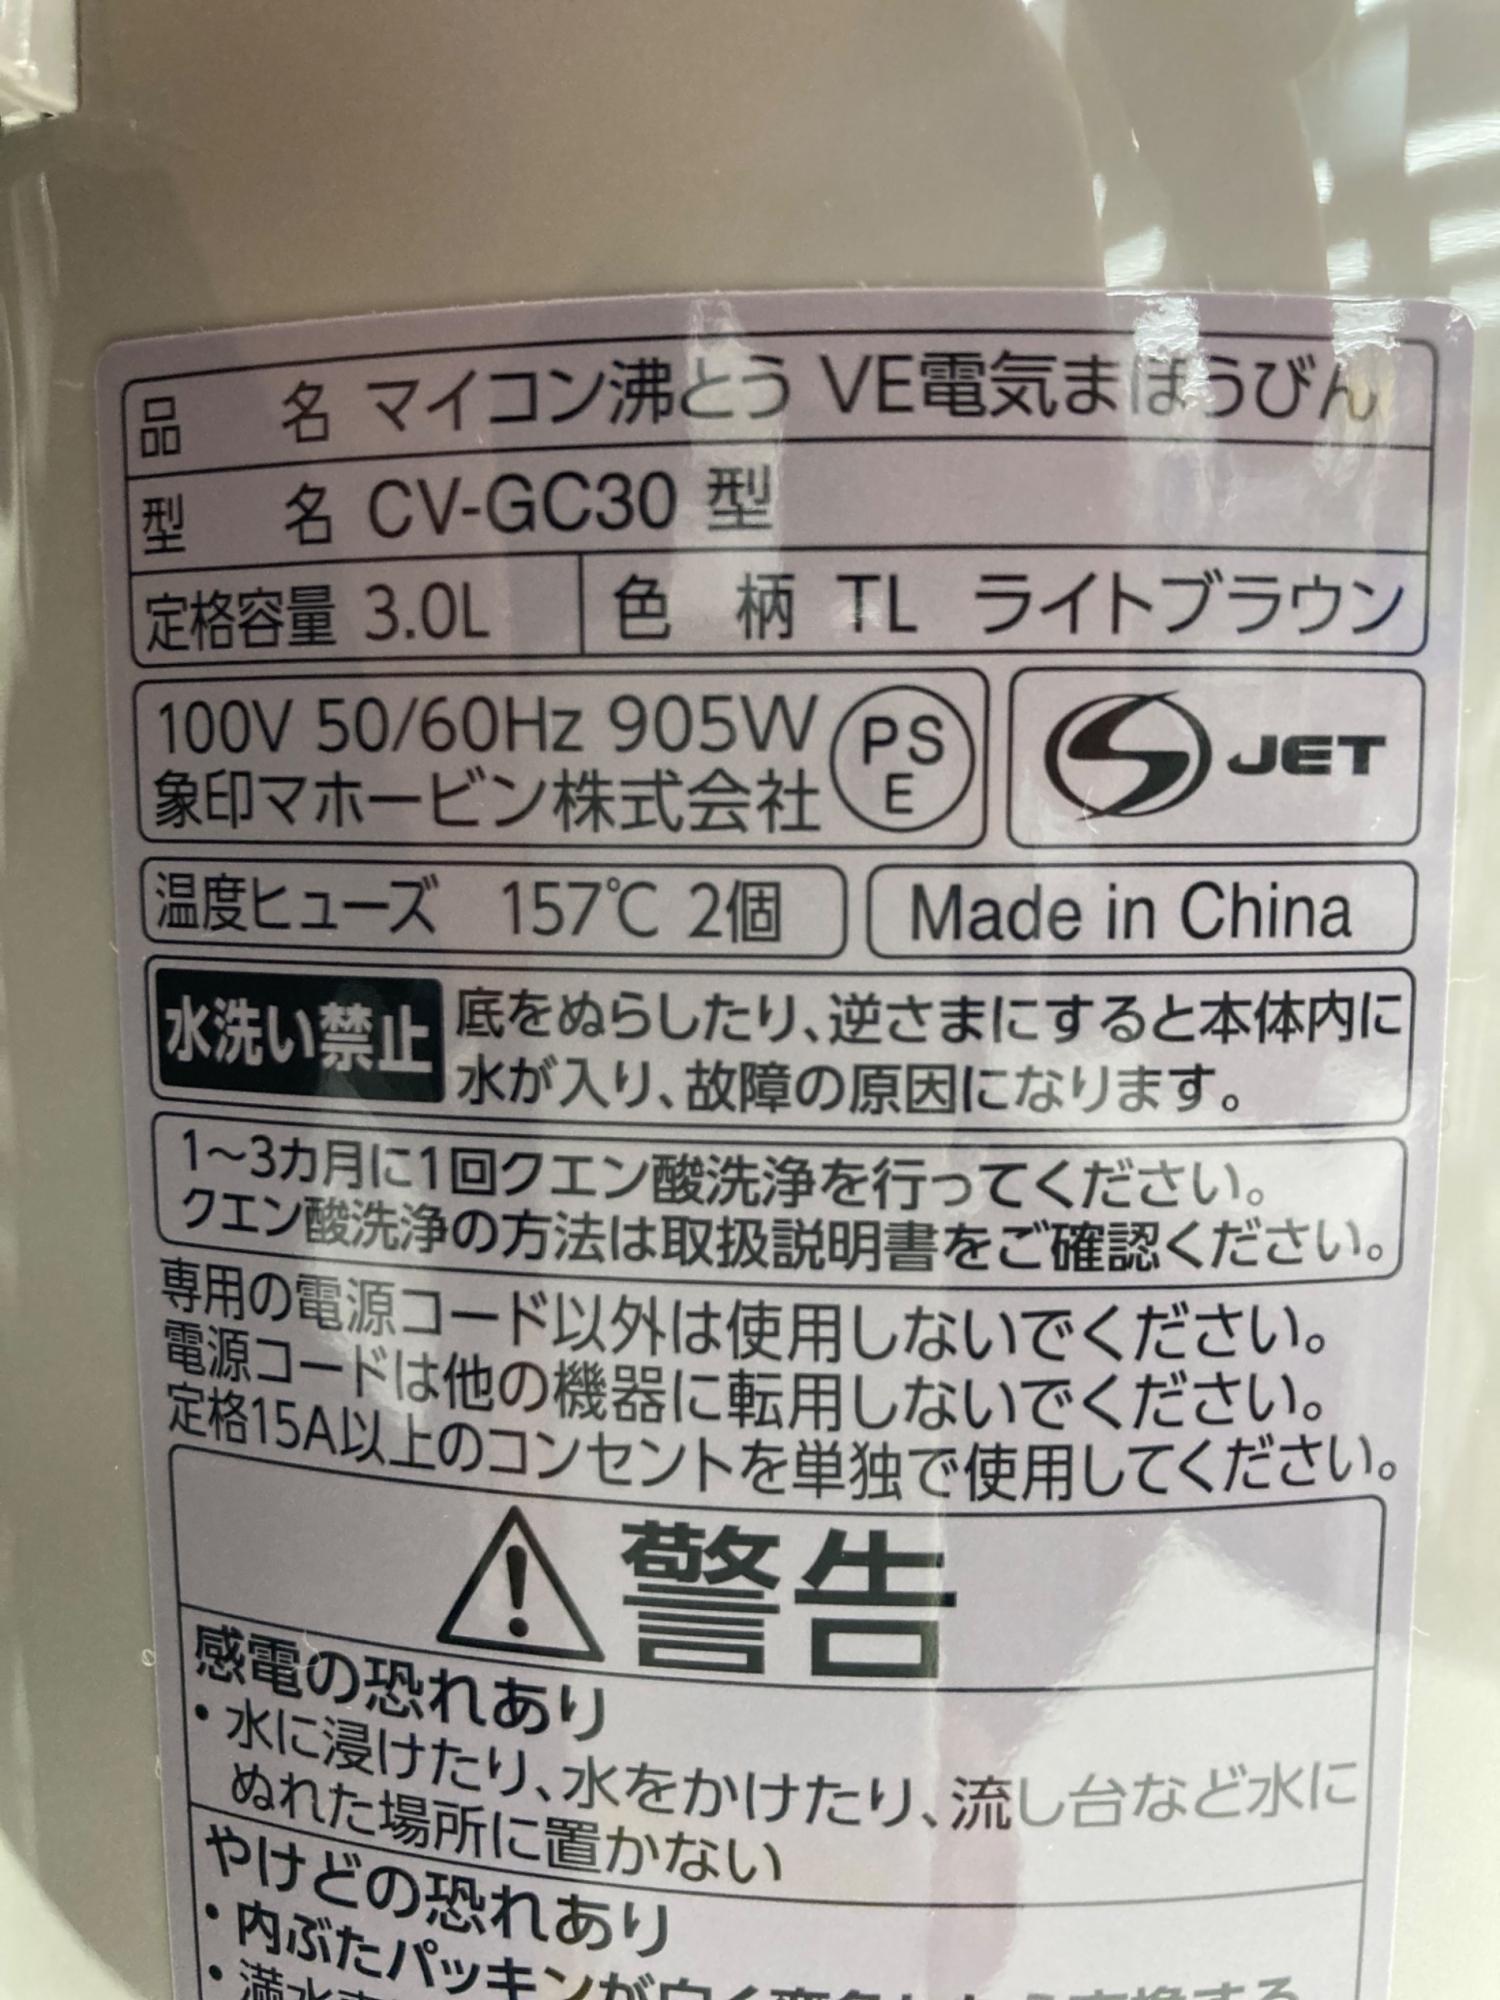 品 名 マイコン沸とう VE電気まほうびん
型 名 CV-GC30 型
定格容量 3.0L 色 柄 TL ライトブラウン
100V 50/60Hz 905W
象印マホービン株式会社
PS
E
JET
温度ヒューズ 157℃ 2個
Made in China
水洗い禁止
底をぬらしたり、逆さまにすると本体内に
水が入り、故障の原因になります。
1〜3カ月に1回クエン酸洗浄を行ってください。
クエン酸洗浄の方法は取扱説明書をご確認ください。
専用の電源コード以外は使用しないでください。
電源コードは他の機器に転用しないでください。
定格15A以上のコンセントを単独で使用してください。
警告
感電の恐れあり
・水に浸けたり、水をかけたり、流し台など水に
ぬれた場所に置かない
やけどの恐れあり
・内ぶたパッキンが白く変色したら交換する
・満水